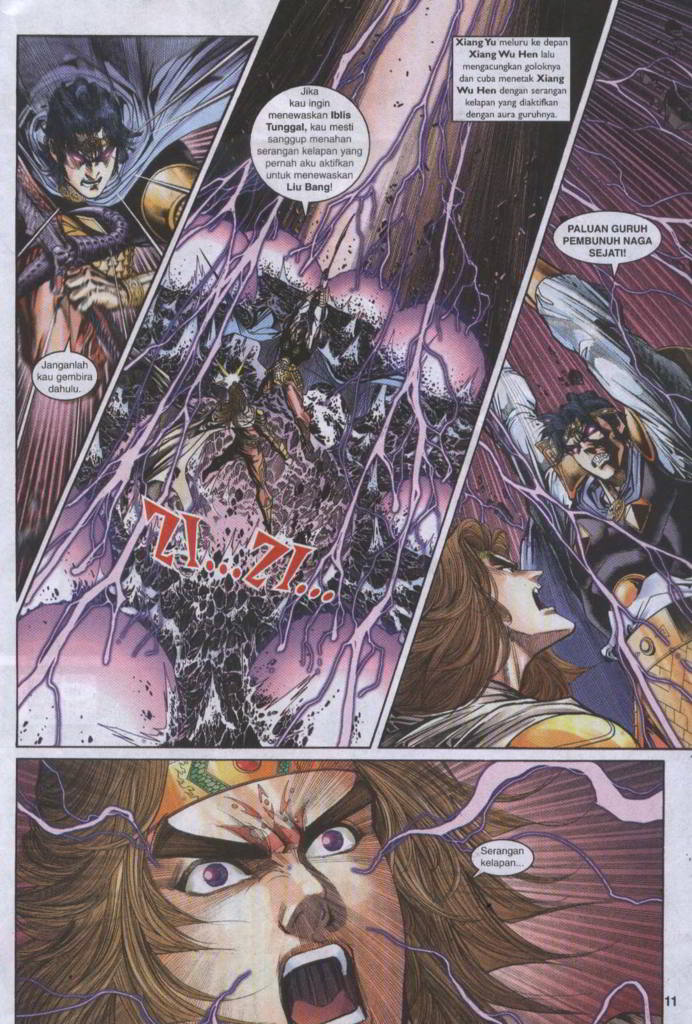 Janganlah
kau gembira
dahulu.
Jika
kau ingin
menewaskan Iblis
Tunggal, kau mesti
sanggup menahan
serangan kelapan yang
pernah aku aktifkan
untuk menewaskan
Liu Bang!
Xiang Yu meluru ke depan
Xiang Wu Hen lalu
mengacungkan goloknya
dan cuba menetak Xiang
Wu Hen dengan serangan
kelapan yang diaktifkan
dengan aura guruhnya.
ZI...ZI...
PALUAN GURUH
PEMBUNUH NAGA
SEJATI!
Serangan
kelapan...
11